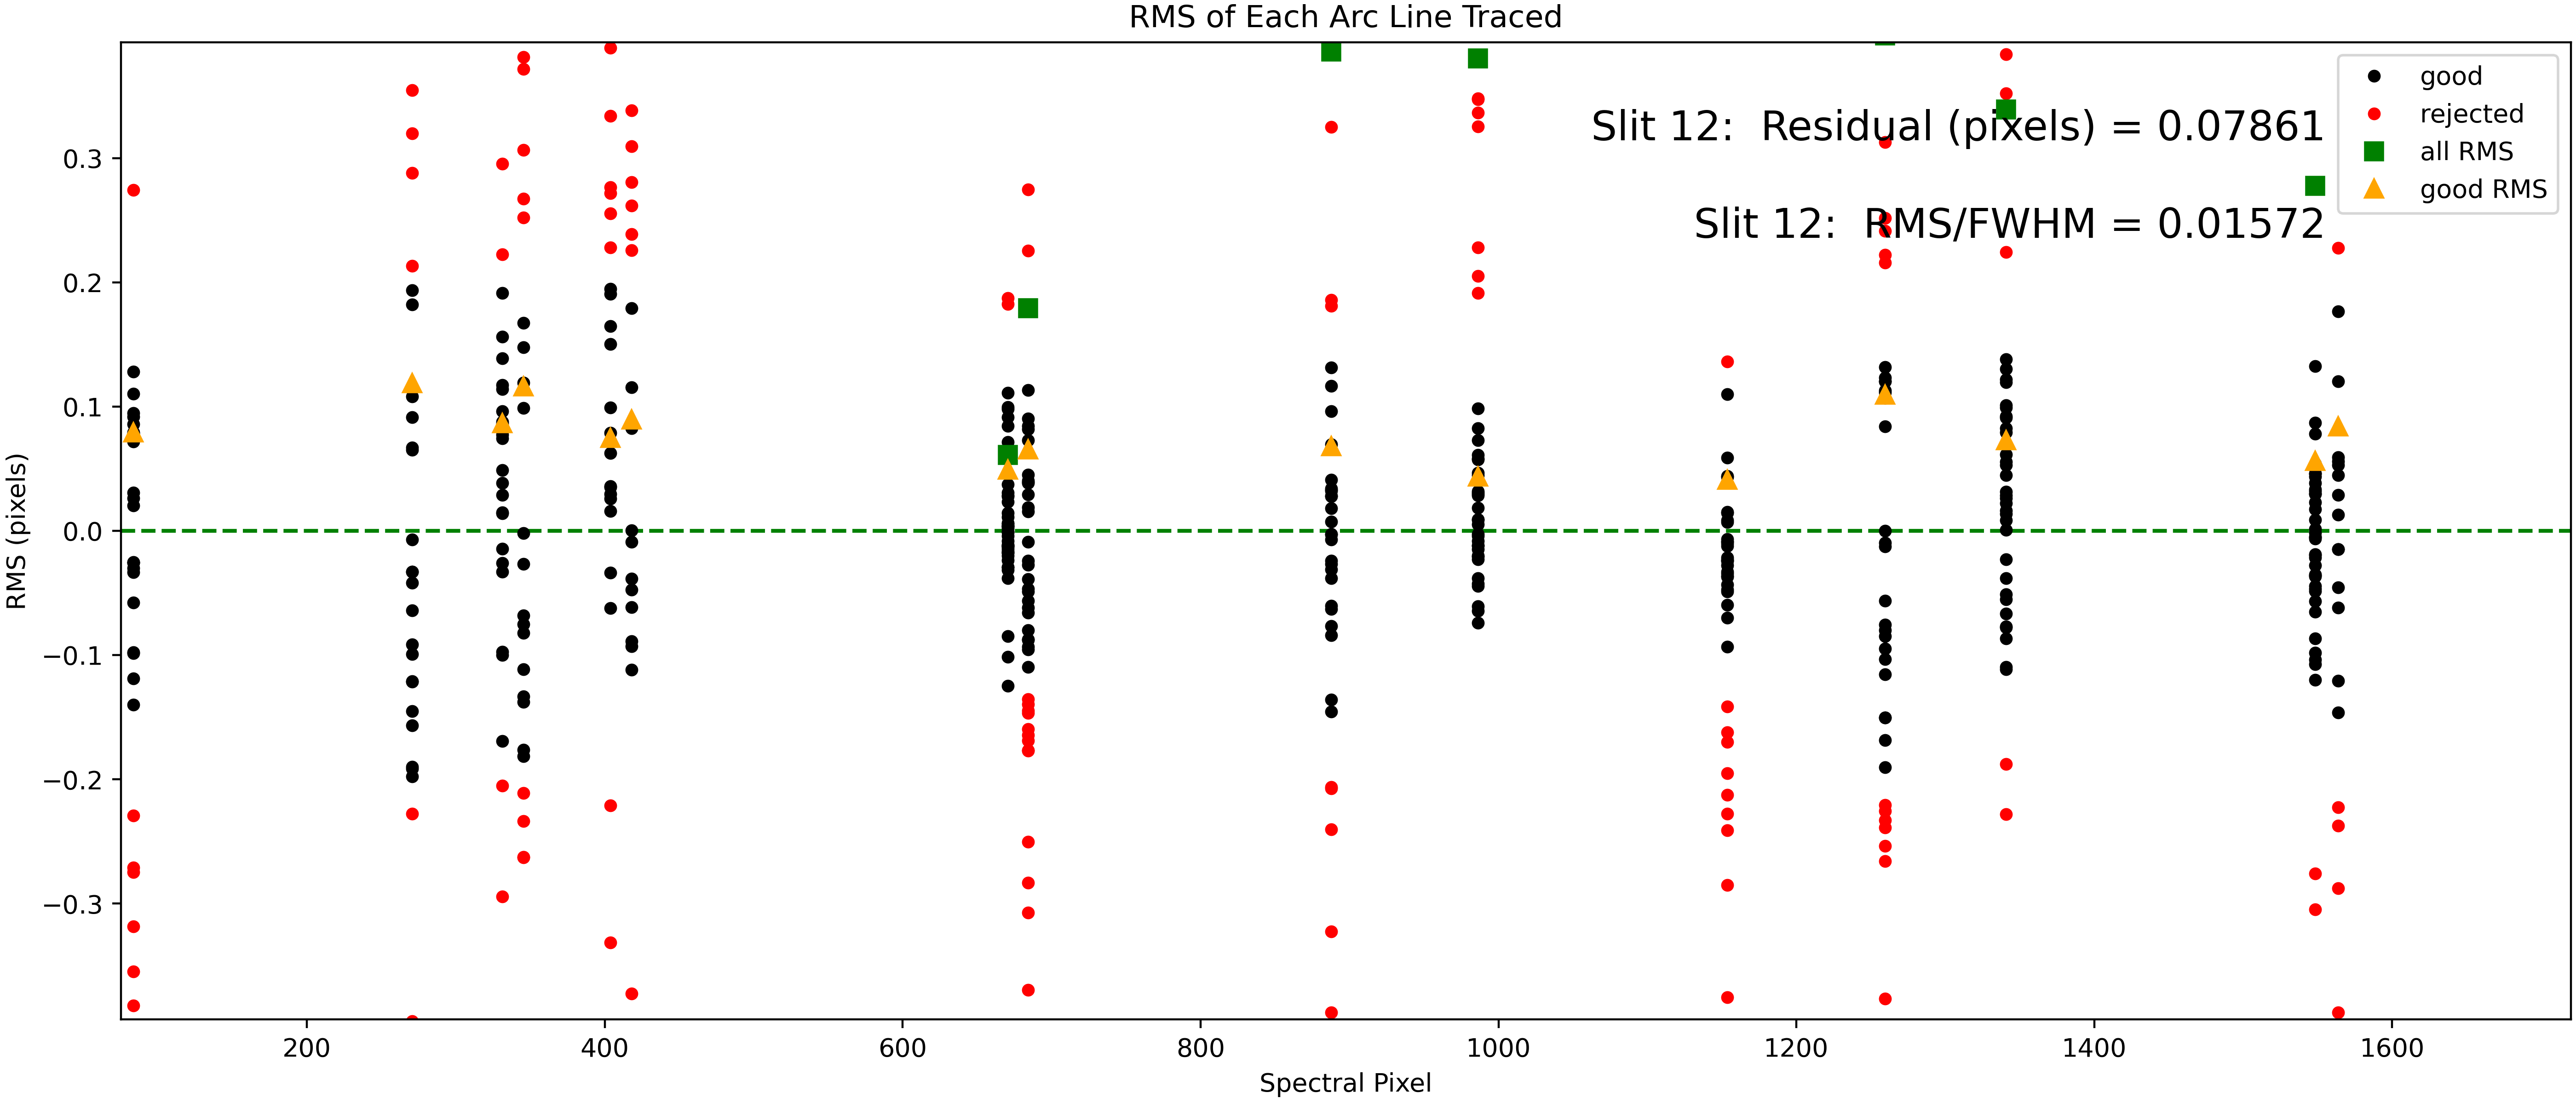 RMS of Each Arc Line Traced
good
rejected
all RMS
good RMS
Slit 12:  Residual (pixels) = 0.07861
Slit 12:  RMS/FWHM = 0.01572
RMS (pixels)
0.3
0.2
0.1
0.0
−0.1
−0.2
−0.3
200 400 600 800 1000 1200 1400 1600
Spectral Pixel